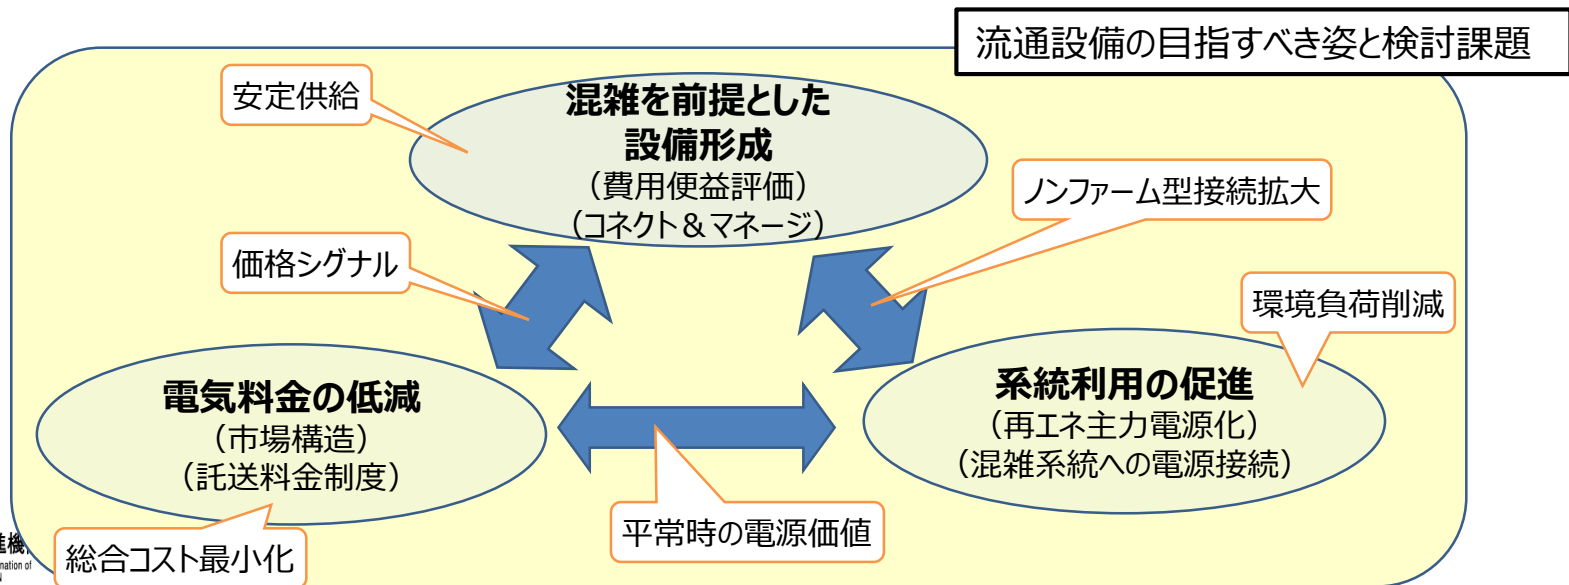 流通設備の目指すべき姿と検討課題
安定供給
混雑を前提とした
設備形成
（費用便益評価）
（コネクト＆マネージ）
ノンファーム型接続拡大
価格シグナル
環境負荷削減
電気料金の低減
（市場構造）
（託送料金制度）
系統利用の促進
（再エネ主力電源化）
（混雑系統への電源接続）
平常時の電源価値
総合コスト最小化
進機
nation of